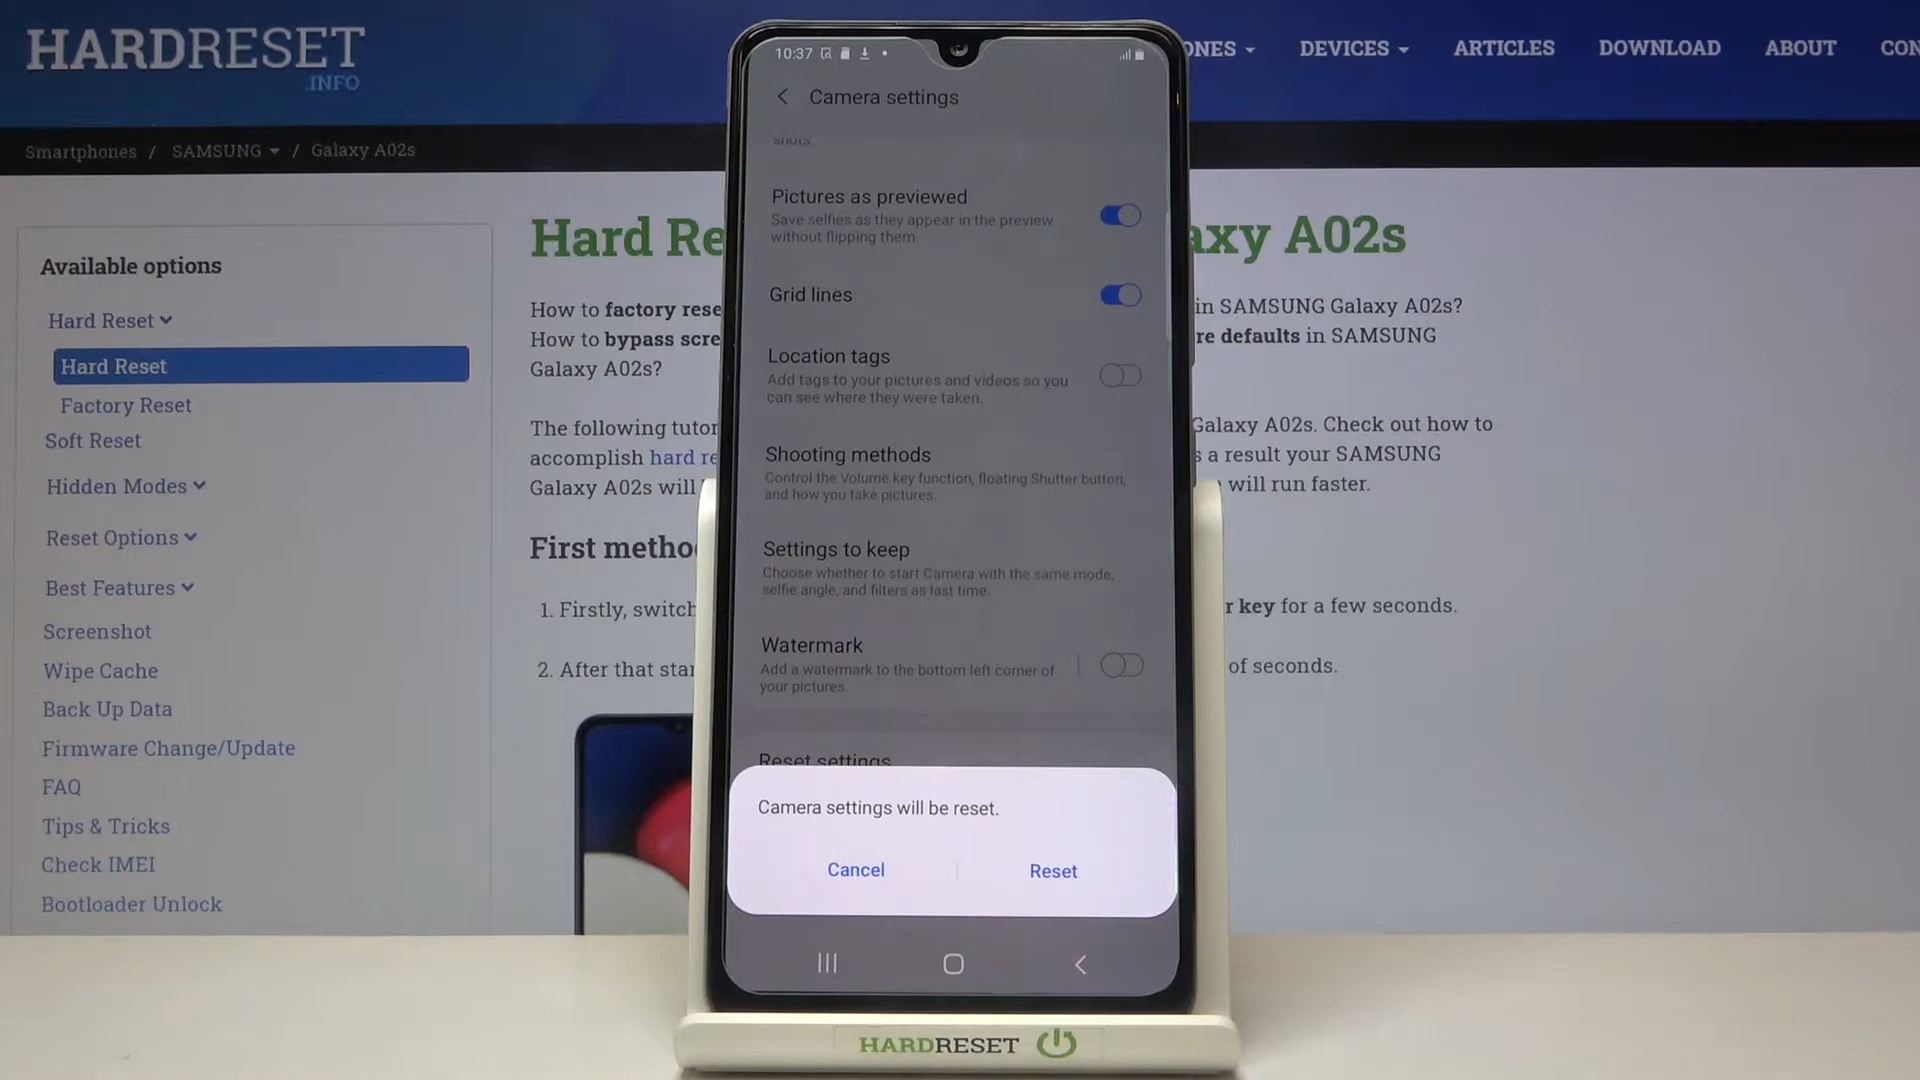 HARDRESET
.INFO
ONES
DEVICES
ARTICLES
DOWNLOAD
ABOUT
CON
Smartphones / SAMSUNG / Galaxy A02s
Available options
Hard Reset
Hard Reset
Factory Reset
Soft Reset
Hidden Modes
Reset Options
Best Features
Screenshot
Wipe Cache
Back Up Data
Firmware Change/Update
FAQ
Tips & Tricks
Check IMEI
Bootloader Unlock
Hard Re
axy A02s
How to factory rese
in SAMSUNG Galaxy A02s?
How to bypass scre
re defaults in SAMSUNG
Galaxy A02s?
The following tutor
Galaxy A02s. Check out how to
accomplish hard re
s a result your SAMSUNG
Galaxy A02s will
will run faster.
First metho
1. Firstly, switch
r key for a few seconds.
2. After that star
of seconds.
10:37
Camera settings
shots.
Pictures as previewed
Save selfies as they appear in the preview
without flipping them.
Grid lines
Location tags
Add tags to your pictures and videos so you
can see where they were taken.
Shooting methods
Control the Volume key function, floating Shutter button,
and how you take pictures.
Settings to keep
Choose whether to start Camera with the same mode,
selfie angle, and filters as last time.
Watermark
Add a watermark to the bottom left corner of
your pictures.
Reset settings
Camera settings will be reset.
Cancel
Reset
HARDRESET